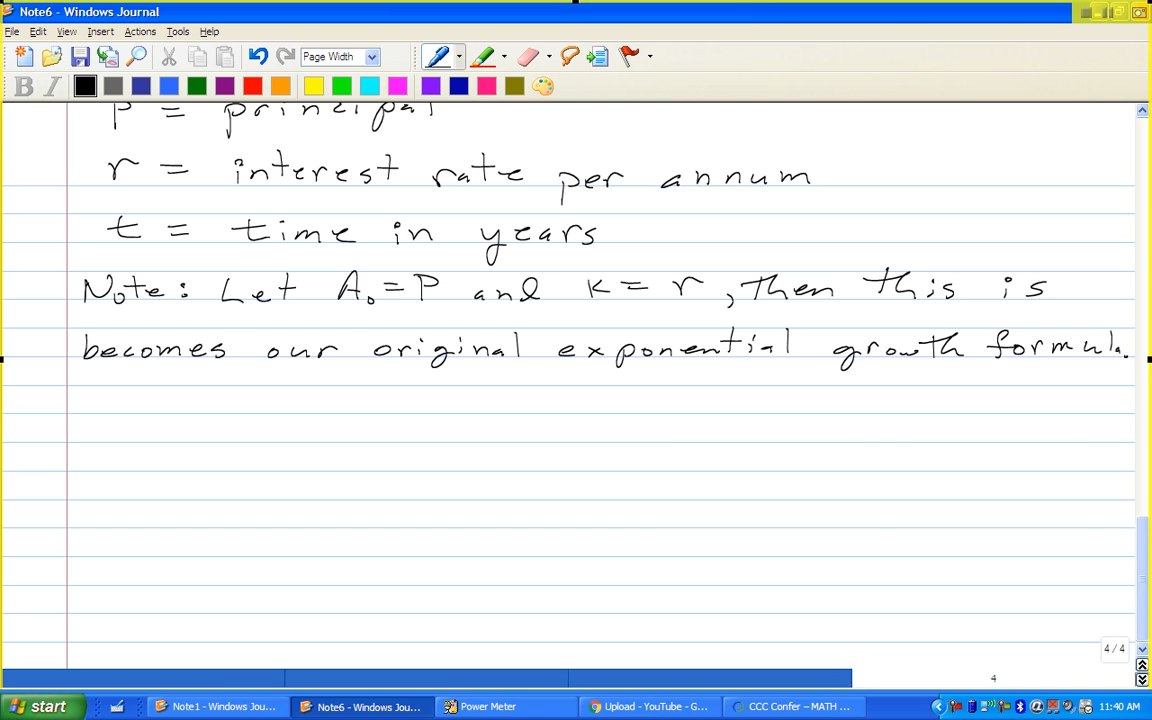 Note6 - Windows Journal
File Edit View Insert Actions Tools Help
Page Width
B I
P = principal
r = interest rate per annum
t = time in years
Note: Let A₀ = P and k = r, then this is
becomes our original exponential growth formula.
4 / 4
4
start Note1 - Windows Jou... Note6 - Windows Jou... Power Meter Upload - YouTube - G... CCC Confer – MATH ... 11:40 AM